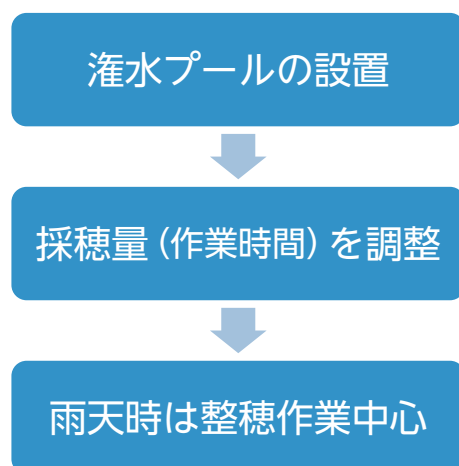 潅水プールの設置
採穂量（作業時間）を調整
雨天時は整穂作業中心